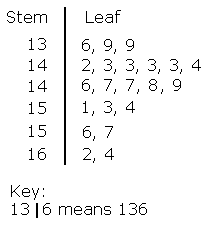 Stem Leaf
13 6, 9, 9
14 2, 3, 3, 3, 3, 4
14 6, 7, 7, 8, 9
15 1, 3, 4
15 6, 7
16 2, 4
Key:
13|6 means 136